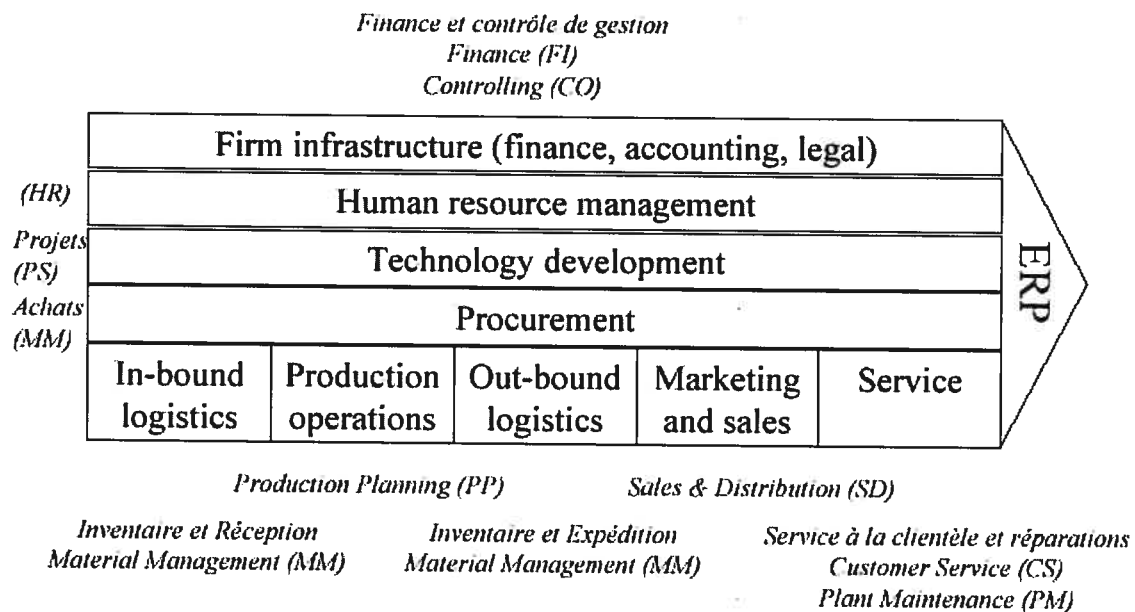 Finance et contrôle de gestion
Finance (FI)
Controlling (CO)
Firm infrastructure (finance, accounting, legal)
(HR)
Human resource management
Projets
(PS)
Technology development
Achats
(MM)
Procurement
ERP
In-bound
logistics
Production
operations
Out-bound
logistics
Marketing
and sales
Service
Production Planning (PP)
Sales & Distribution (SD)
Inventaire et Réception
Material Management (MM)
Inventaire et Expédition
Material Management (MM)
Service à la clientèle et réparations
Customer Service (CS)
Plant Maintenance (PM)